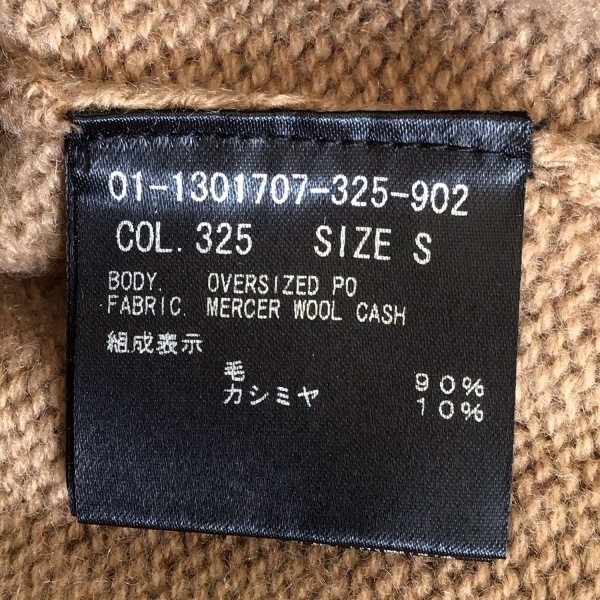 01-1301707-325-902
COL. 325 SIZE S
BODY. OVERSIZED PO
FABRIC. MERCER WOOL CASH
組成表示
毛 90%
カシミヤ 10%